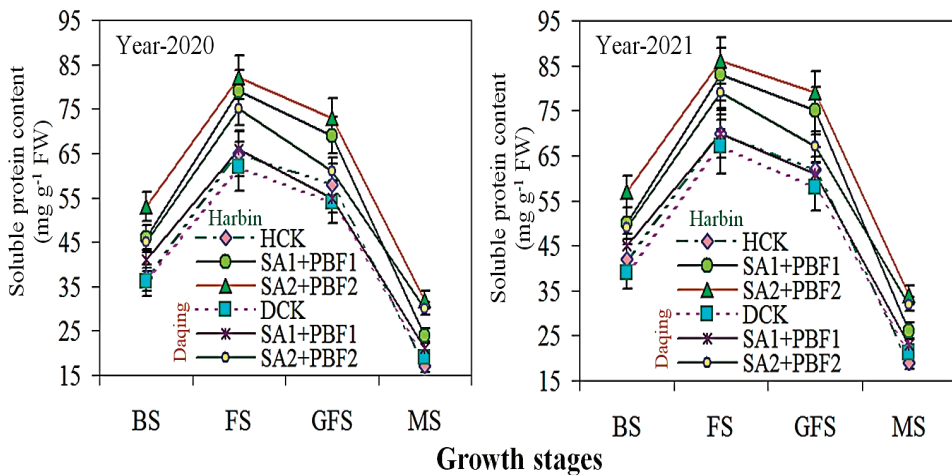 Soluble protein content
(mg g⁻¹ FW)
95
85
75
65
55
45
35
25
15
Year-2020
Harbin
HCK
SA1+PBF1
SA2+PBF2
Daqing
DCK
SA1+PBF1
SA2+PBF2
BS FS GFS MS
Soluble protein content
(mg g⁻¹ FW)
95
85
75
65
55
45
35
25
15
Year-2021
Harbin
HCK
SA1+PBF1
SA2+PBF2
Daqing
DCK
SA1+PBF1
SA2+PBF2
BS FS GFS MS
Growth stages